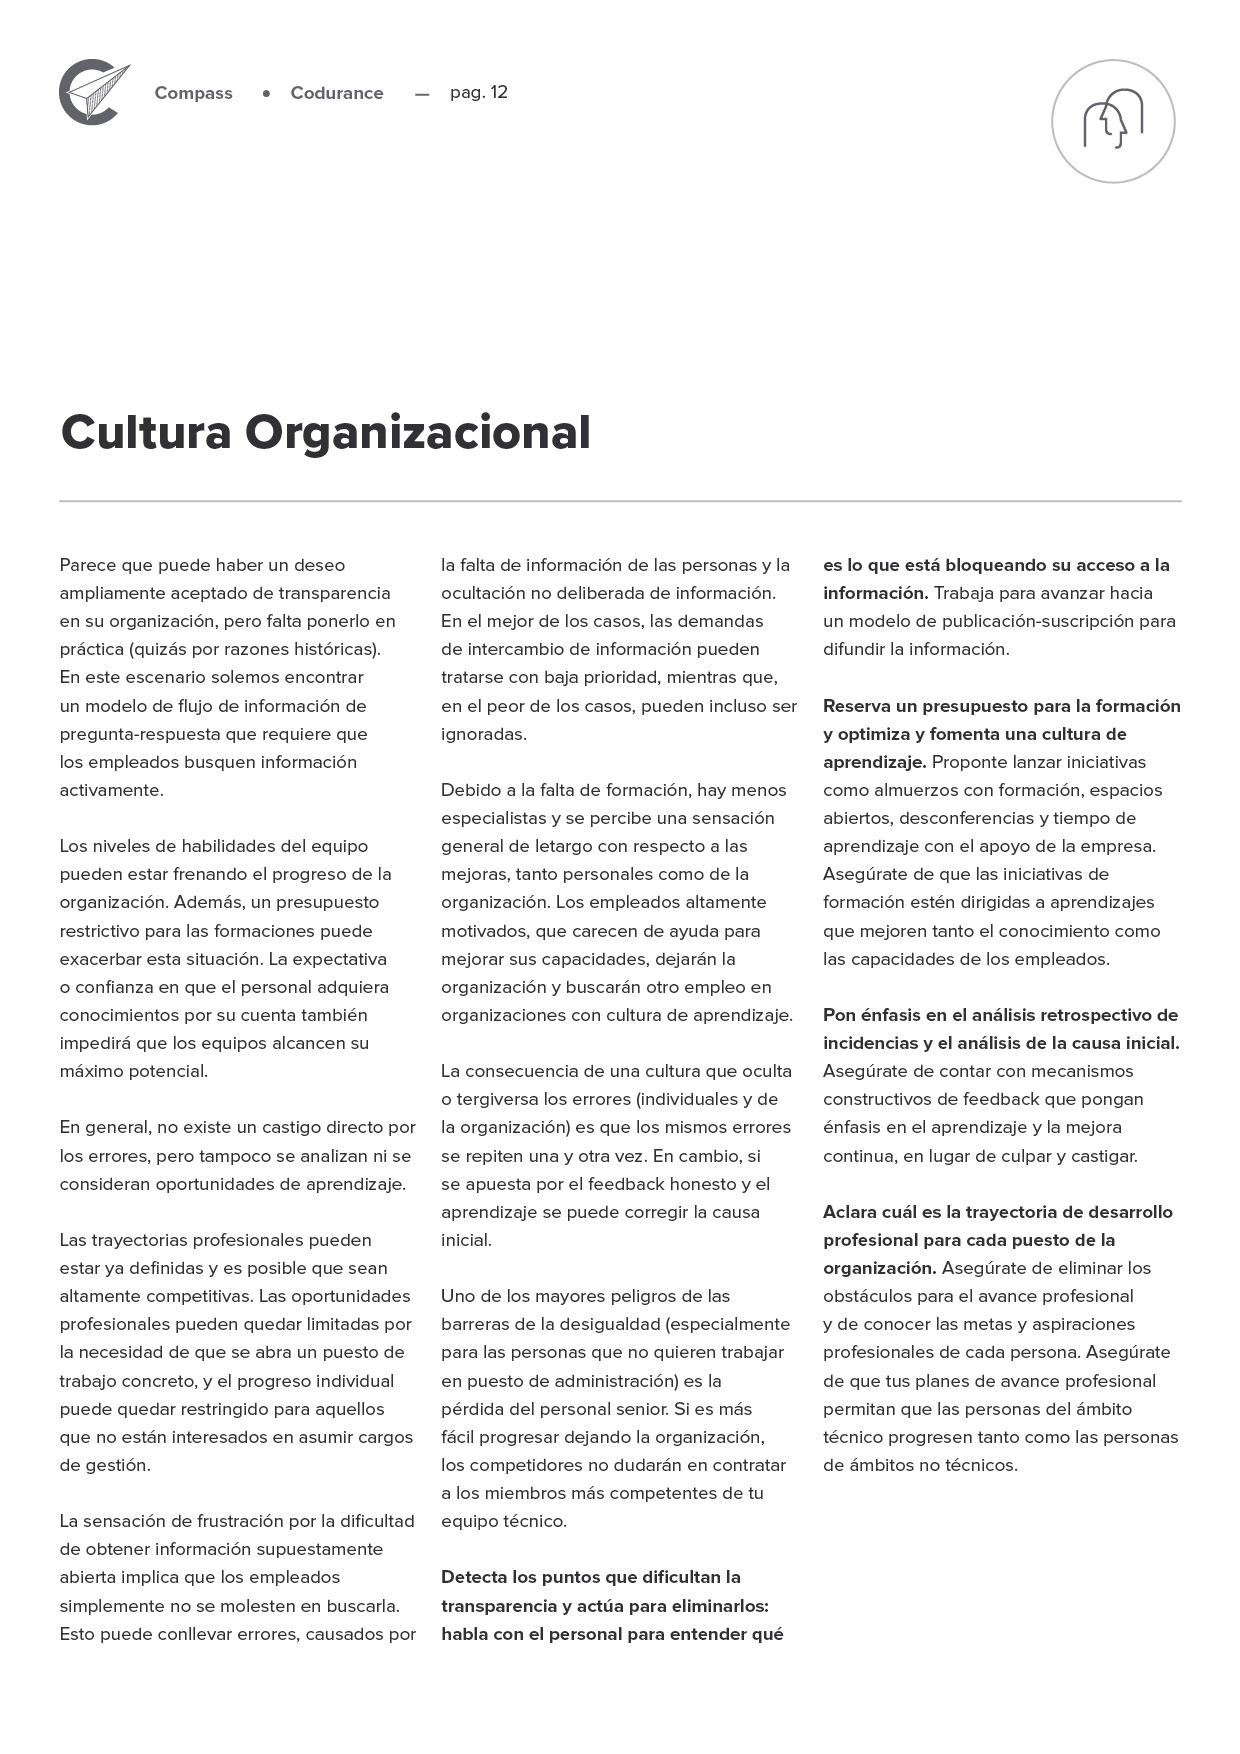 Compass • Codurance — pag. 12
Cultura Organizacional
Parece que puede haber un deseo
ampliamente aceptado de transparencia
en su organización, pero falta ponerlo en
práctica (quizás por razones históricas).
En este escenario solemos encontrar
un modelo de flujo de información de
pregunta-respuesta que requiere que
los empleados busquen información
activamente.
Los niveles de habilidades del equipo
pueden estar frenando el progreso de la
organización. Además, un presupuesto
restrictivo para las formaciones puede
exacerbar esta situación. La expectativa
o confianza en que el personal adquiera
conocimientos por su cuenta también
impedirá que los equipos alcancen su
máximo potencial.
En general, no existe un castigo directo por
los errores, pero tampoco se analizan ni se
consideran oportunidades de aprendizaje.
Las trayectorias profesionales pueden
estar ya definidas y es posible que sean
altamente competitivas. Las oportunidades
profesionales pueden quedar limitadas por
la necesidad de que se abra un puesto de
trabajo concreto, y el progreso individual
puede quedar restringido para aquellos
que no están interesados en asumir cargos
de gestión.
La sensación de frustración por la dificultad
de obtener información supuestamente
abierta implica que los empleados
simplemente no se molesten en buscarla.
Esto puede conllevar errores, causados por
la falta de información de las personas y la
ocultación no deliberada de información.
En el mejor de los casos, las demandas
de intercambio de información pueden
tratarse con baja prioridad, mientras que,
en el peor de los casos, pueden incluso ser
ignoradas.
Debido a la falta de formación, hay menos
especialistas y se percibe una sensación
general de letargo con respecto a las
mejoras, tanto personales como de la
organización. Los empleados altamente
motivados, que carecen de ayuda para
mejorar sus capacidades, dejarán la
organización y buscarán otro empleo en
organizaciones con cultura de aprendizaje.
La consecuencia de una cultura que oculta
o tergiversa los errores (individuales y de
la organización) es que los mismos errores
se repiten una y otra vez. En cambio, si
se apuesta por el feedback honesto y el
aprendizaje se puede corregir la causa
inicial.
Uno de los mayores peligros de las
barreras de la desigualdad (especialmente
para las personas que no quieren trabajar
en puesto de administración) es la
pérdida del personal senior. Si es más
fácil progresar dejando la organización,
los competidores no dudarán en contratar
a los miembros más competentes de tu
equipo técnico.
Detecta los puntos que dificultan la
transparencia y actúa para eliminarlos:
habla con el personal para entender qué
es lo que está bloqueando su acceso a la
información. Trabaja para avanzar hacia
un modelo de publicación-suscripción para
difundir la información.
Reserva un presupuesto para la formación
y optimiza y fomenta una cultura de
aprendizaje. Proponte lanzar iniciativas
como almuerzos con formación, espacios
abiertos, desconferencias y tiempo de
aprendizaje con el apoyo de la empresa.
Asegúrate de que las iniciativas de
formación estén dirigidas a aprendizajes
que mejoren tanto el conocimiento como
las capacidades de los empleados.
Pon énfasis en el análisis retrospectivo de
incidencias y el análisis de la causa inicial.
Asegúrate de contar con mecanismos
constructivos de feedback que pongan
énfasis en el aprendizaje y la mejora
continua, en lugar de culpar y castigar.
Aclara cuál es la trayectoria de desarrollo
profesional para cada puesto de la
organización. Asegúrate de eliminar los
obstáculos para el avance profesional
y de conocer las metas y aspiraciones
profesionales de cada persona. Asegúrate
de que tus planes de avance profesional
permitan que las personas del ámbito
técnico progresen tanto como las personas
de ámbitos no técnicos.